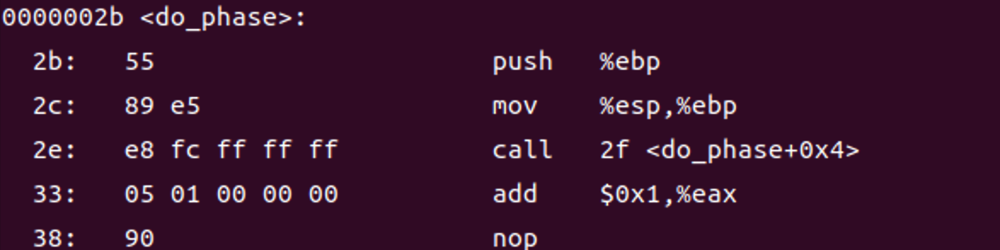 0000002b <do_phase>:
2b: 55 push %ebp
2c: 89 e5 mov %esp,%ebp
2e: e8 fc ff ff ff call 2f <do_phase+0x4>
33: 05 01 00 00 00 add $0x1,%eax
38: 90 nop